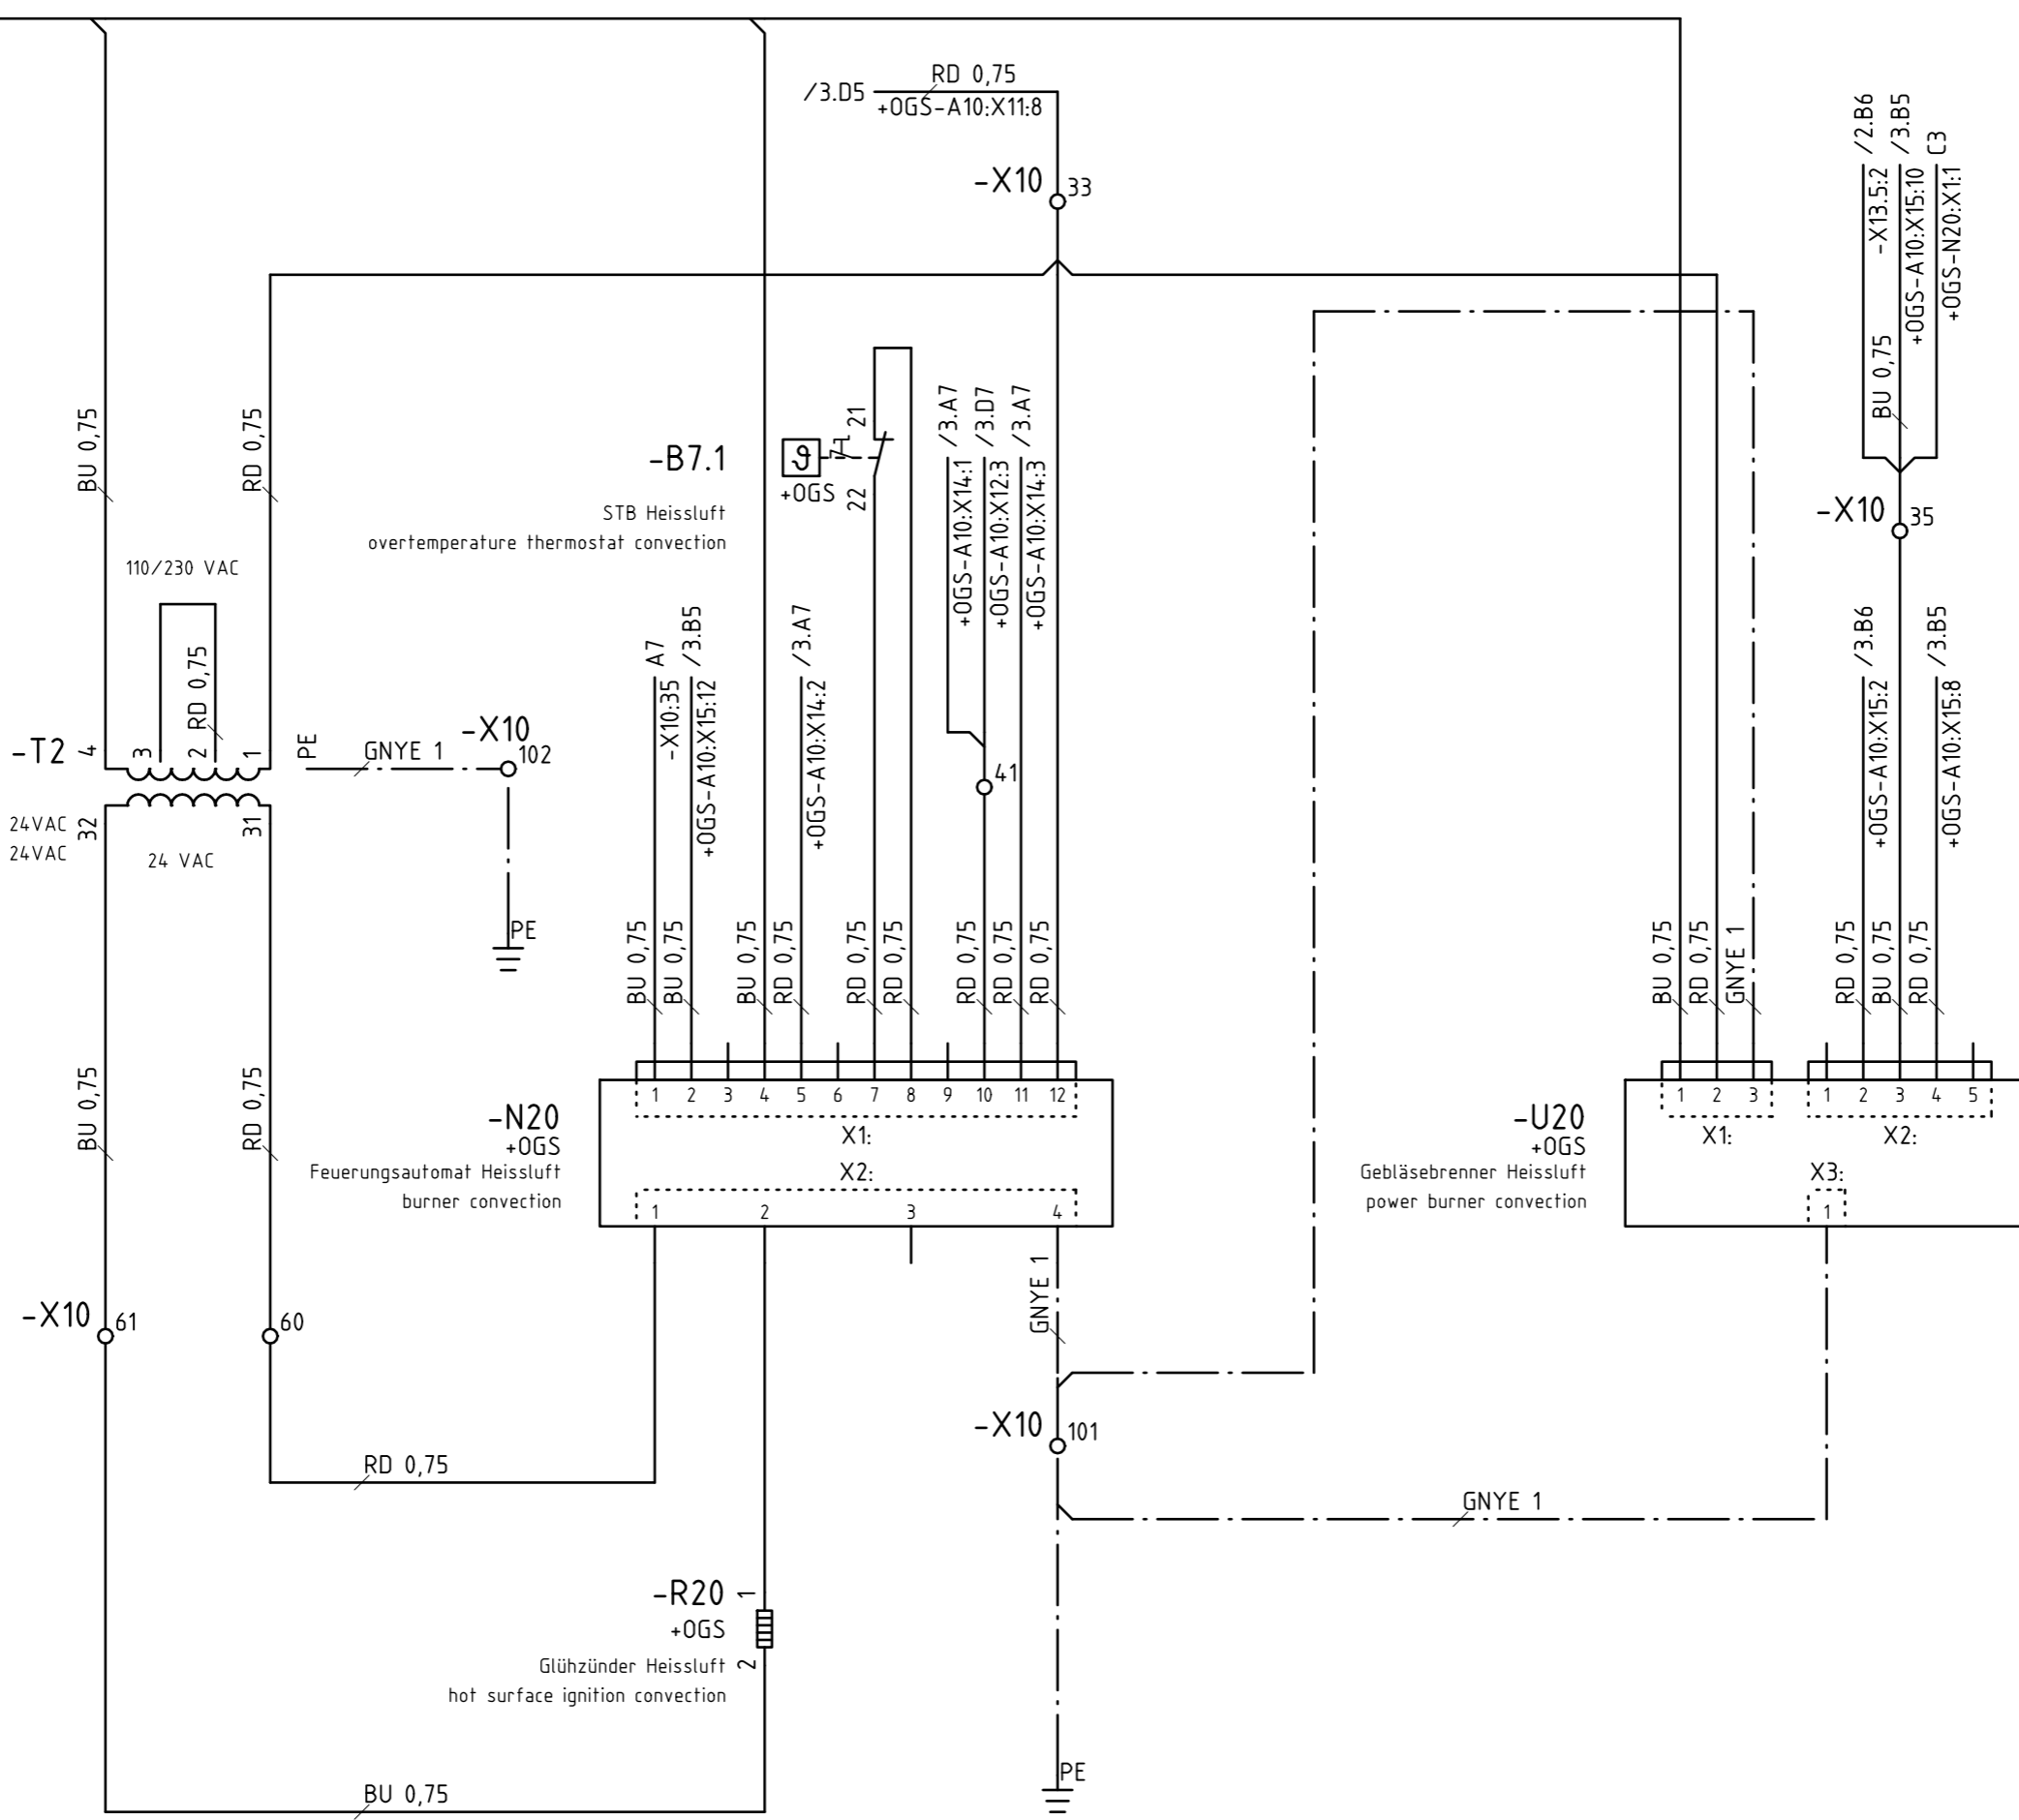 RD 0,75
/3.D5
+OGS-A10:X11:8
-X10 33
/2.B6
/3.B5
C3
-X13.5:2
+OGS-A10:X15:10
+OGS-N20:X1:1
BU 0,75
-X10 35
BU 0,75
RD 0,75
110/230 VAC
RD 0,75
-T2 4 3 2 1
PE
GNYE 1
-X10 102
PE
24VAC
24VAC
32 31
24 VAC
-B7.1
STB Heissluft
overtemperature thermostat convection
ϑ
+OGS
21
22
/3.A7
/3.D7
/3.A7
+OGS-A10:X14:1
+OGS-A10:X12:3
+OGS-A10:X14:3
41
A7
/3.B5
/3.A7
-X10:35
+OGS-A10:X15:12
+OGS-A10:X14:2
/3.B6
/3.B5
+OGS-A10:X15:2
+OGS-A10:X15:8
BU 0,75
BU 0,75
BU 0,75
RD 0,75
RD 0,75
RD 0,75
RD 0,75
RD 0,75
RD 0,75
BU 0,75
RD 0,75
GNYE 1
RD 0,75
BU 0,75
RD 0,75
BU 0,75
RD 0,75
-N20
+OGS
Feuerungsautomat Heissluft
burner convection
1 2 3 4 5 6 7 8 9 10 11 12
X1:
X2:
1 2 3 4
-U20
+OGS
Gebläsebrenner Heissluft
power burner convection
1 2 3
X1:
1 2 3 4 5
X2:
X3:
1
GNYE 1
-X10 61
60
-X10 101
RD 0,75
GNYE 1
-R20 1
+OGS
Glühzünder Heissluft 2
hot surface ignition convection
PE
BU 0,75